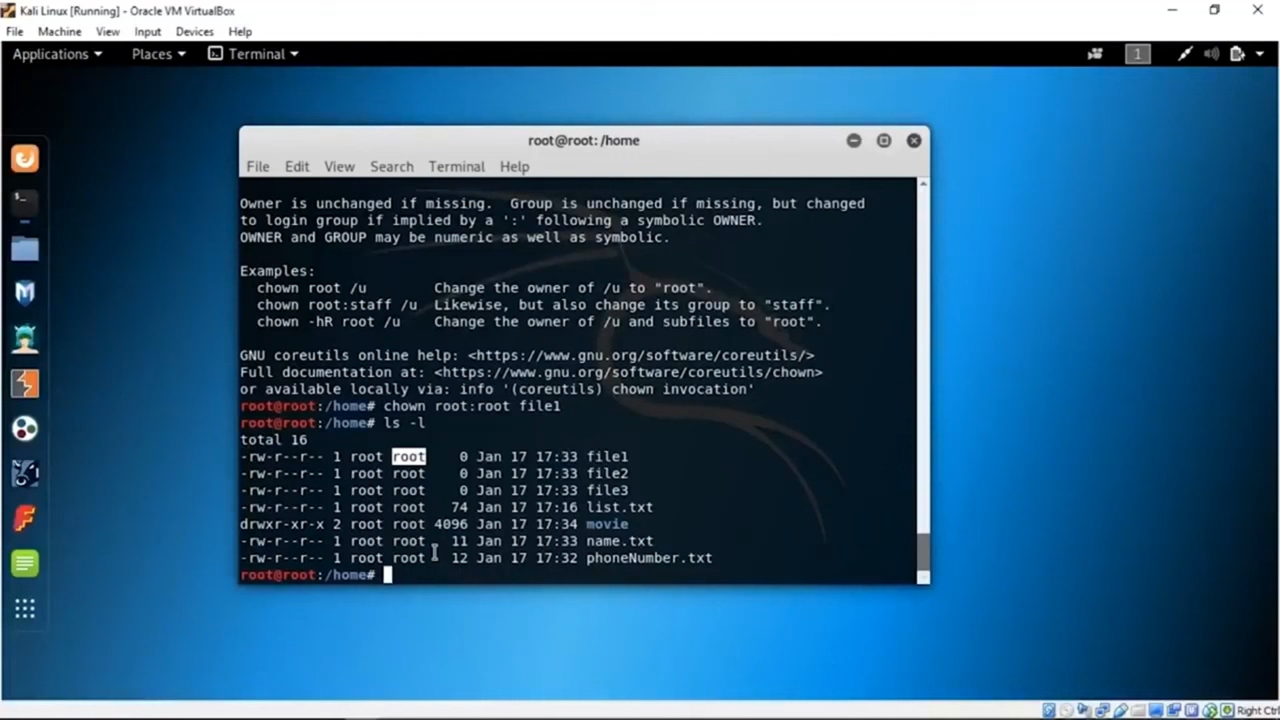 Kali Linux [Running] - Oracle VM VirtualBox
File Machine View Input Devices Help
Applications Places Terminal 1
root@root: /home
File Edit View Search Terminal Help
Owner is unchanged if missing.  Group is unchanged if missing, but changed
to login group if implied by a ':' following a symbolic OWNER.
OWNER and GROUP may be numeric as well as symbolic.
Examples:
  chown root /u        Change the owner of /u to "root".
  chown root:staff /u  Likewise, but also change its group to "staff".
  chown -hR root /u    Change the owner of /u and subfiles to "root".
GNU coreutils online help: <https://www.gnu.org/software/coreutils/>
Full documentation at: <https://www.gnu.org/software/coreutils/chown>
or available locally via: info '(coreutils) chown invocation'
root@root:/home# chown root:root file1
root@root:/home# ls -l
total 16
-rw-r--r-- 1 root root    0 Jan 17 17:33 file1
-rw-r--r-- 1 root root    0 Jan 17 17:33 file2
-rw-r--r-- 1 root root    0 Jan 17 17:33 file3
-rw-r--r-- 1 root root   74 Jan 17 17:16 list.txt
drwxr-xr-x 2 root root 4096 Jan 17 17:34 movie
-rw-r--r-- 1 root root   11 Jan 17 17:33 name.txt
-rw-r--r-- 1 root root   12 Jan 17 17:32 phoneNumber.txt
root@root:/home#
Right Ctrl